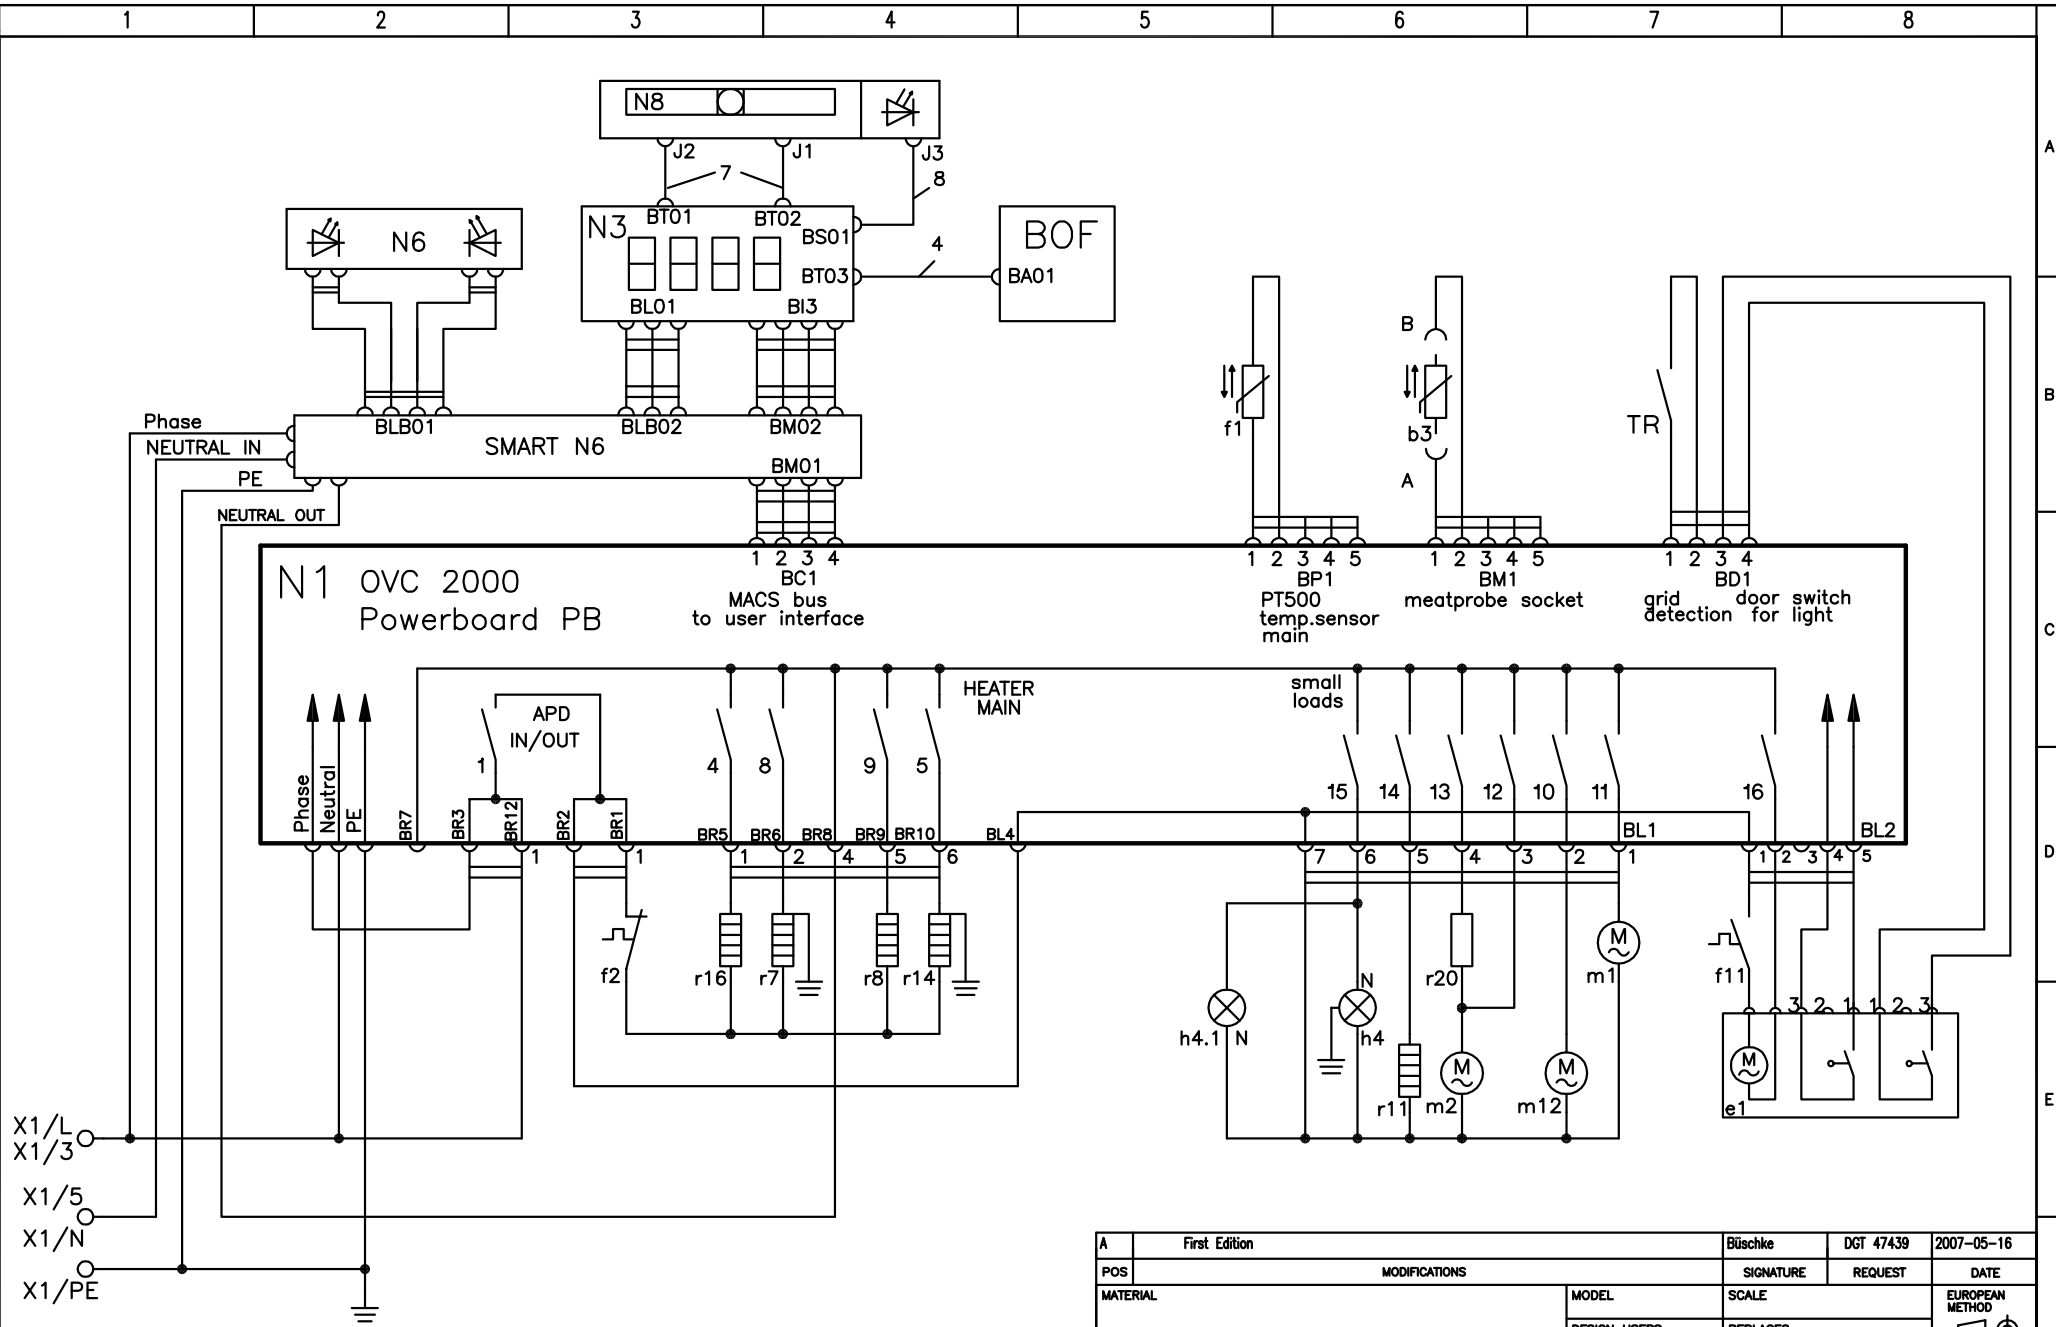 1 2 3 4 5 6 7 8
N8
J2 J1 J3
7 8
A
N6
N3 BT01 BT02 BS01
BT03
BL01 BI3
4
BOF
BA01
B
f1
B
b3
A
TR
Phase
NEUTRAL IN
PE
NEUTRAL OUT
BLB01 BLB02 BM02
SMART N6
BM01
N1 OVC 2000
Powerboard PB
1 2 3 4
BC1
MACS bus
to user interface
1 2 3 4 5
BP1
PT500
temp.sensor
main
1 2 3 4 5
BM1
meatprobe socket
1 2 3 4
BD1
grid door switch
detection for light
C
APD
IN/OUT
HEATER
MAIN
small
loads
1 4 8 9 5
15 14 13 12 10 11 16
Phase
Neutral
PE
BR7 BR3 BR12 BR2 BR1
BR5 BR6 BR8 BR9 BR10 BL4 BL1 BL2
1 1 1 2 4 5 6
7 6 5 4 3 2 1
1 2 3 4 5
D
f2 r16 r7 r8 r14
h4.1 N
N
h4
r11
r20
m2
m12
m1
f11
3 2 1 1 2 3
M M M M
e1
E
X1/L
X1/3
X1/5
X1/N
X1/PE
A First Edition Büschke DGT 47439 2007-05-16
POS MODIFICATIONS SIGNATURE REQUEST DATE
MATERIAL MODEL SCALE EUROPEAN
METHOD